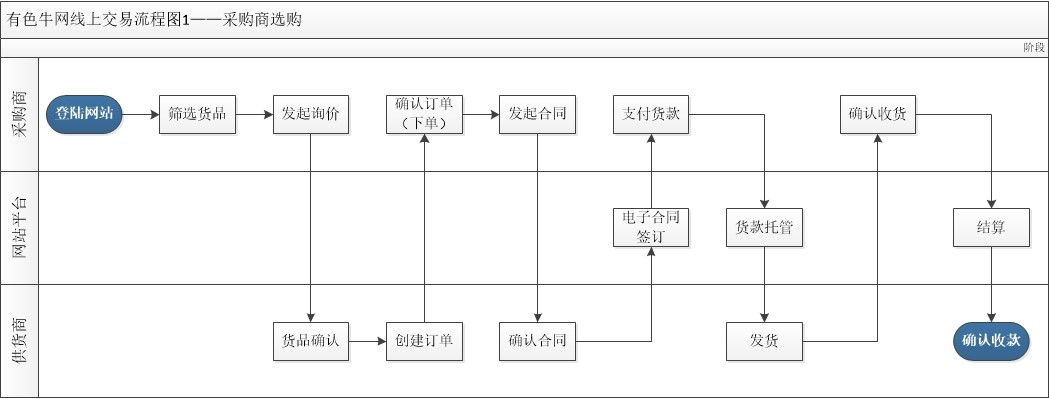 有色牛网线上交易流程图1——采购商选购
阶段
采购商
登陆网站
筛选货品
发起询价
确认订单
（下单）
发起合同
支付货款
确认收货
网站平台
电子合同
签订
货款托管
结算
供货商
货品确认
创建订单
确认合同
发货
确认收款